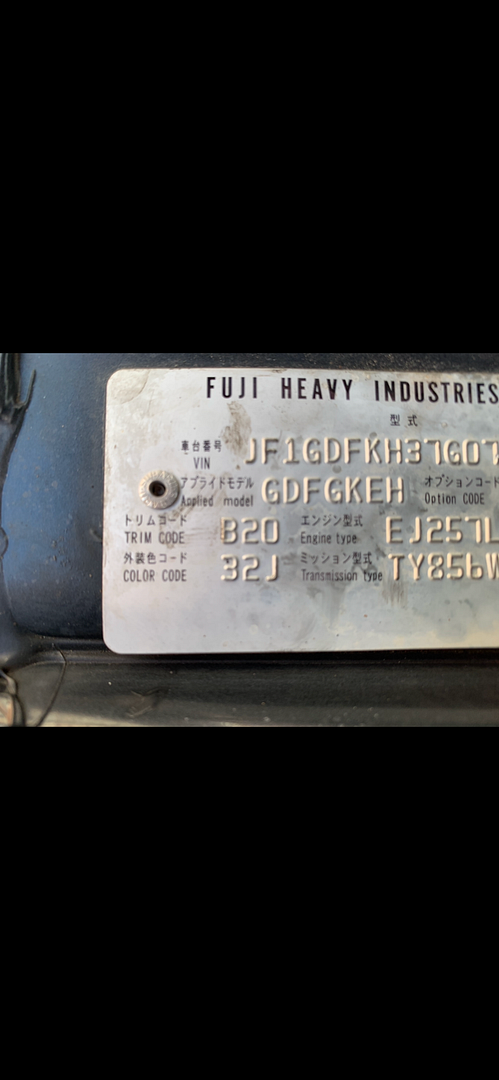 FUJI HEAVY INDUSTRIES
型式
車台番号
VIN
JF1GDFKH37G07
アプライドモデル
Applied model
GDFGKEH
オプションコード
Option CODE
トリムコード
TRIM CODE
B20
エンジン型式
Engine type
EJ257L
外装色コード
COLOR CODE
32J
ミッション型式
Transmission type
TY856W